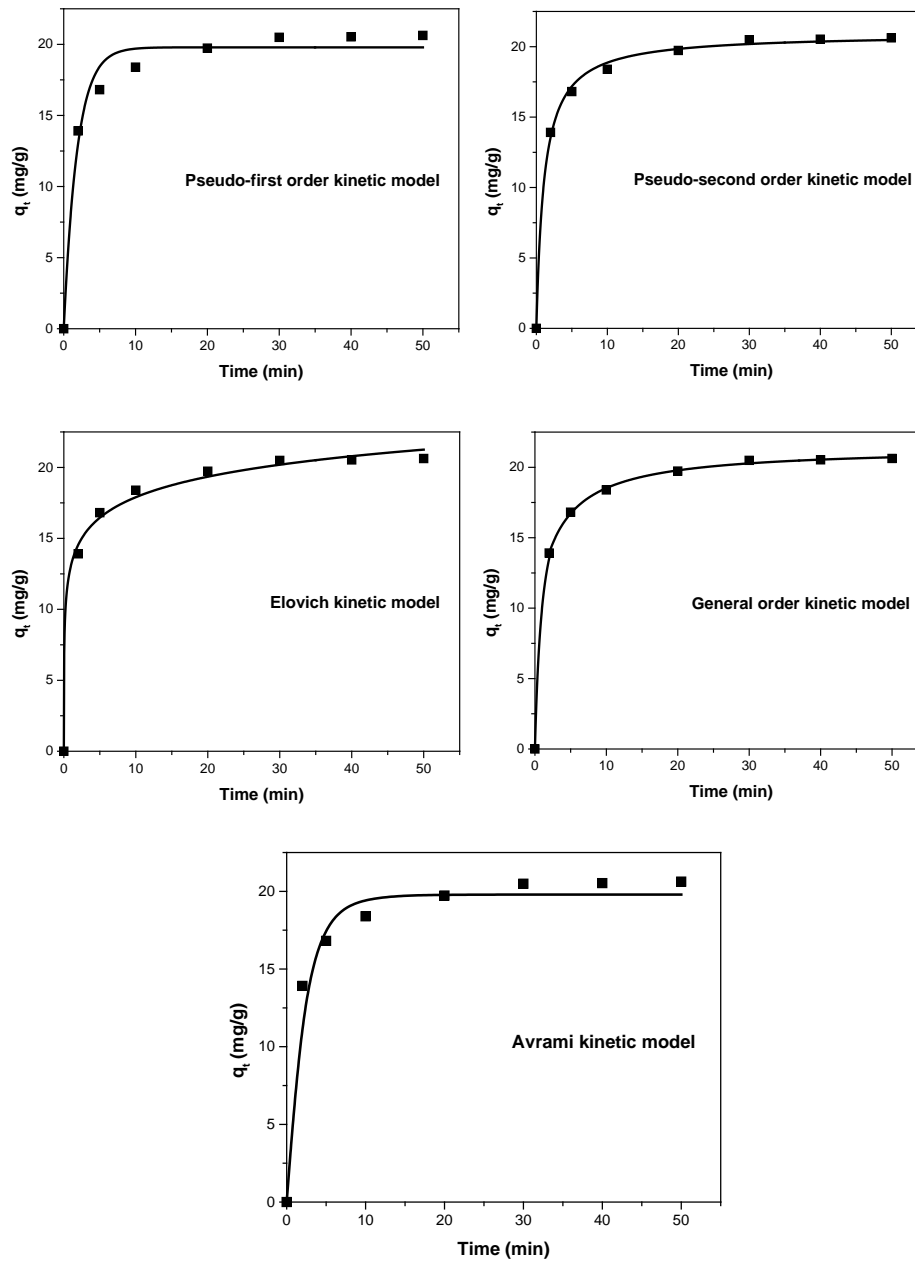 20
15
10
5
0
q_t (mg/g)
Pseudo-first order kinetic model
0 10 20 30 40 50
Time (min)
20
15
10
5
0
q_t (mg/g)
Pseudo-second order kinetic model
0 10 20 30 40 50
Time (min)
20
15
10
5
0
q_t (mg/g)
Elovich kinetic model
0 10 20 30 40 50
Time (min)
20
15
10
5
0
q_t (mg/g)
General order kinetic model
0 10 20 30 40 50
Time (min)
20
15
10
5
0
q_t (mg/g)
Avrami kinetic model
0 10 20 30 40 50
Time (min)